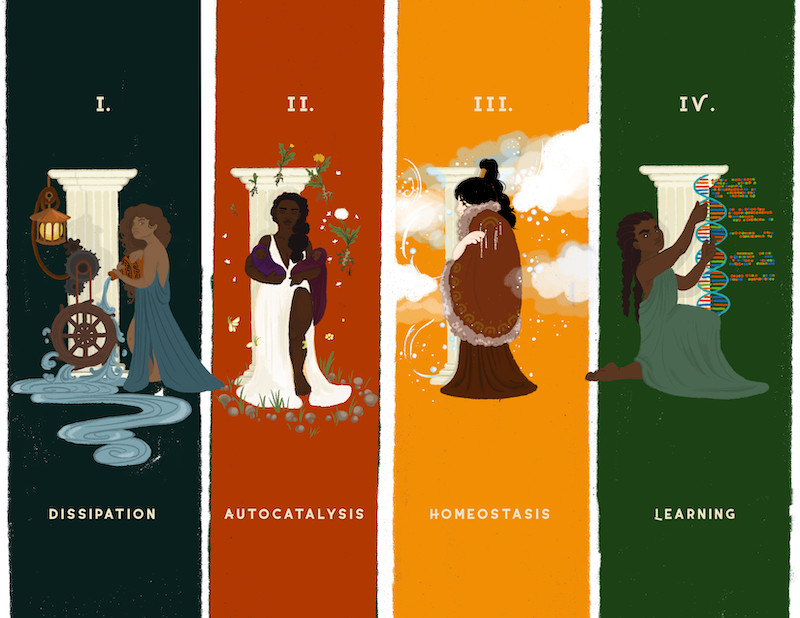 I.
DISSIPATION
II.
AUTOCATALYSIS
III.
HOMEOSTASIS
IV.
LEARNING